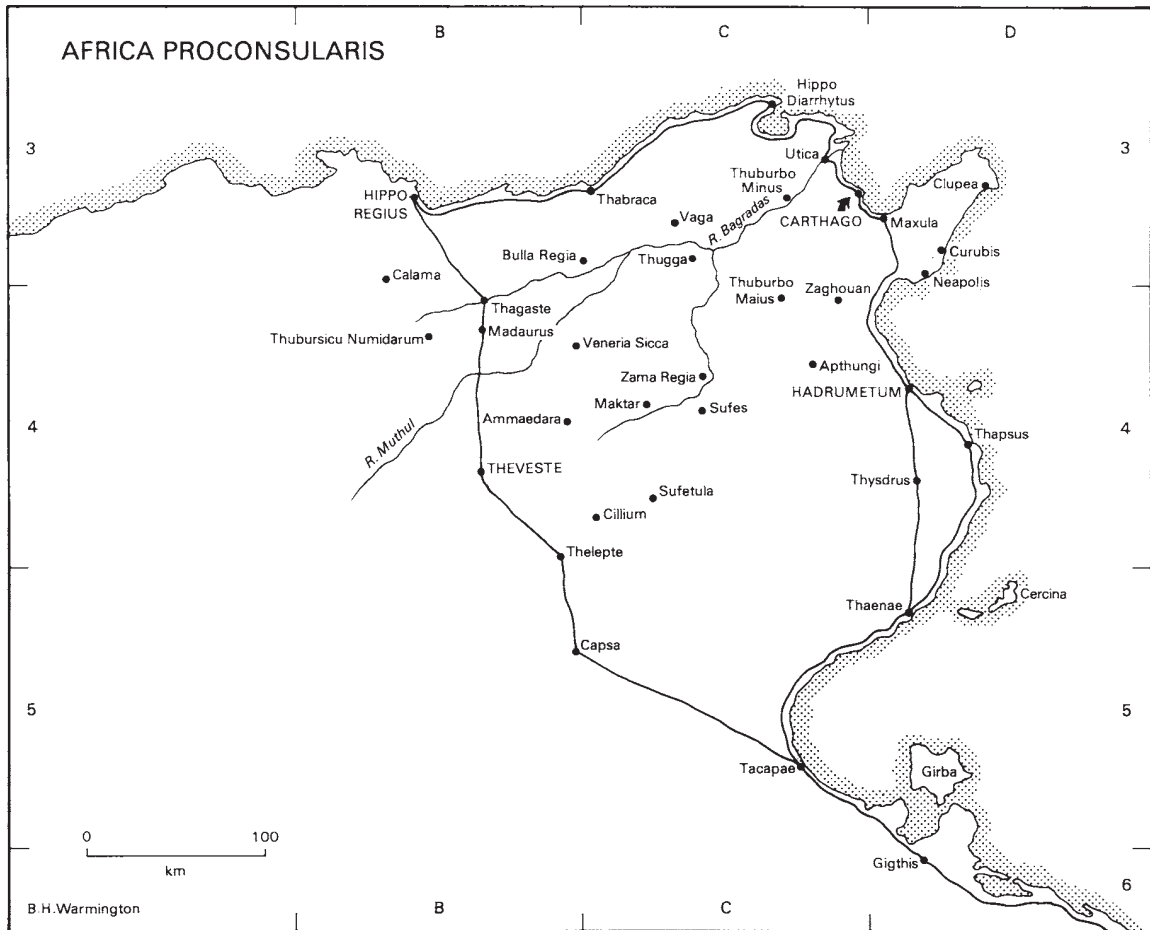 AFRICA PROCONSULARIS
B
C
D
3
3
4
4
5
5
6
B
C
Hippo
Diarrhytus
Utica
Thuburbo
Minus
Clupea
HIPPO
REGIUS
Thabraca
Vaga
R. Bagradas
CARTHAGO
Maxula
Bulla Regia
Thugga
Curubis
Calama
Thuburbo
Maius
Zaghouan
Neapolis
Thagaste
Thubursicu Numidarum
Madaurus
Veneria Sicca
Apthungi
Zama Regia
HADRUMETUM
Maktar
Sufes
Ammaedara
R. Muthul
Thapsus
THEVESTE
Thysdrus
Sufetula
Cillium
Thelepte
Cercina
Thaenae
Capsa
Tacapae
Girba
0 100
km
Gigthis
B.H.Warmington